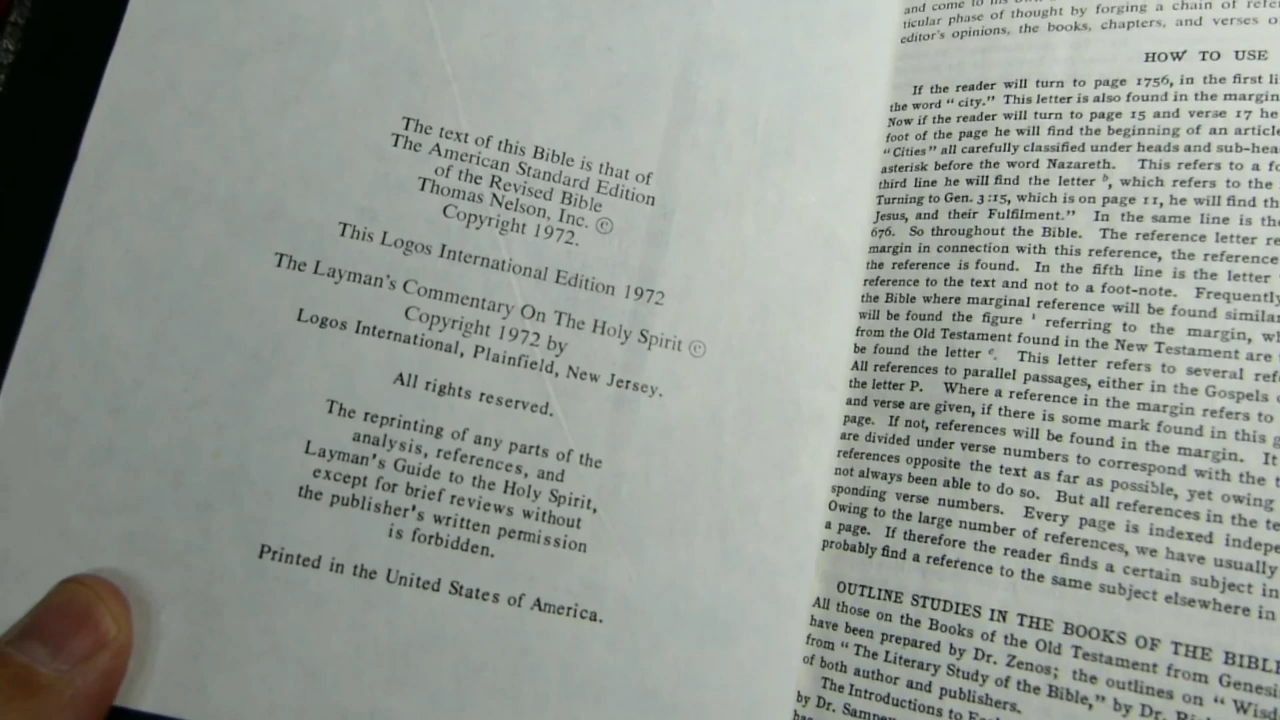 The text of this Bible is that of
The American Standard Edition
of the Revised Bible
Thomas Nelson, Inc. ©
Copyright 1972.
This Logos International Edition 1972
The Layman's Commentary On The Holy Spirit ©
Copyright 1972 by
Logos International, Plainfield, New Jersey.
All rights reserved.
The reprinting of any parts of the
analysis, references, and
Layman's Guide to the Holy Spirit,
except for brief reviews without
the publisher's written permission
is forbidden.
Printed in the United States of America.
and come to his
ticular phase of thought by forging a chain of
editor's opinions, the books, chapters, and verses
HOW TO USE
If the reader will turn to page 1756, in the first
the word "city." This letter is also found in the margin
Now if the reader will turn to page 15 and verse 17 he
foot of the page he will find the beginning of an
"Cities" all carefully classified under heads and
asterisk before the word Nazareth. This refers to a
third line he will find the letter b, which refers to the
Turning to Gen. 3:15, which is on page 11, he will find
Jesus, and their Fulfilment." In the same line is the
676. So throughout the Bible. The reference letter
margin in connection with this reference, the reference
the reference is found. In the fifth line is the letter
reference to the text and not to a foot-note. Frequently
the Bible where marginal reference will be found
will be found the figure ¹ referring to the margin,
from the Old Testament found in the New Testament are
be found the letter c. This letter refers to several
All references to parallel passages, either in the Gospels
the letter P. Where a reference in the margin refers to
and verse are given, if there is some mark found in this
page. If not, references will be found in the margin. It
are divided under verse numbers to correspond with the
references opposite the text as far as possible, yet owing
not always been able to do so. But all references in the
sponding verse numbers. Every page is indexed
Owing to the large number of references, we have usually
a page. If therefore the reader finds a certain subject in
probably find a reference to the same subject elsewhere in
OUTLINE STUDIES IN THE BOOKS OF THE BIBLE
All those on the Books of the Old Testament from
have been prepared by Dr. Zenos; the outlines on
from "The Literary Study of the Bible," by Dr.
of both author and publishers.
The Introductions to
by Dr.